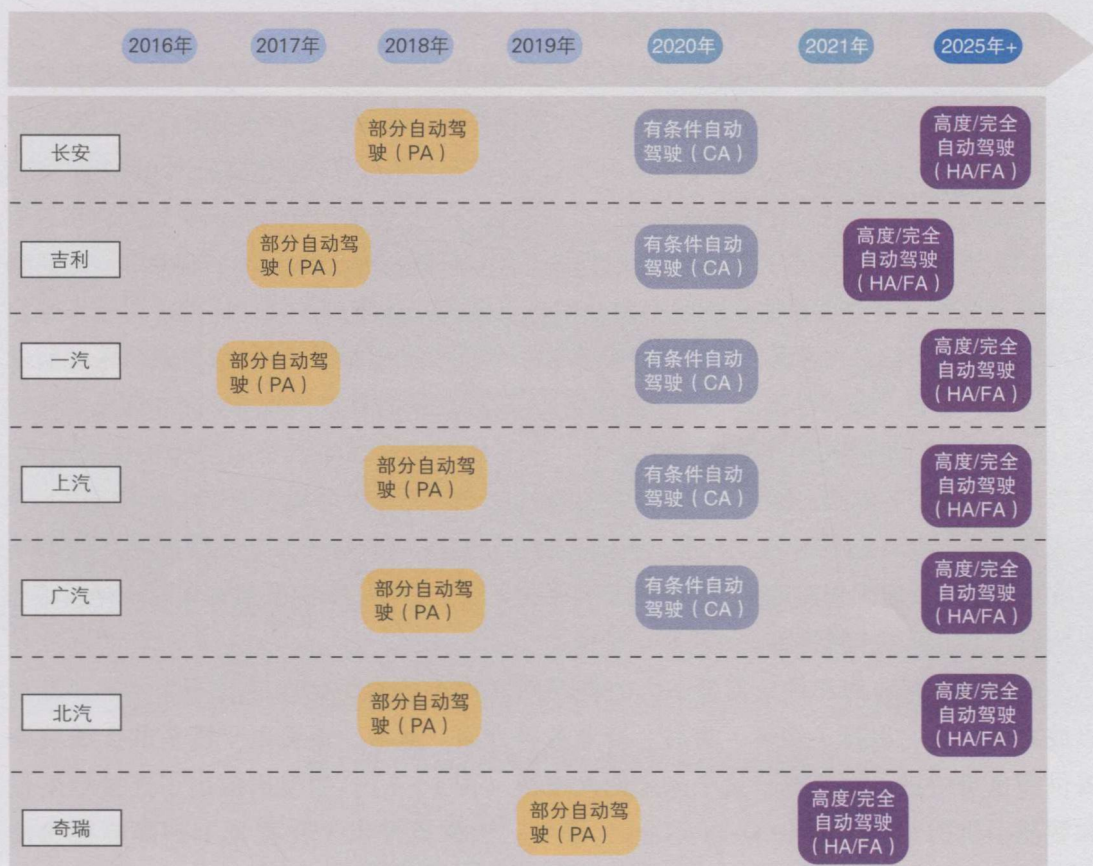 2016年 2017年 2018年 2019年 2020年 2021年 2025年+
长安
部分自动驾
驶（PA）
有条件自动
驾驶（CA）
高度/完全
自动驾驶
（HA/FA）
吉利
部分自动驾
驶（PA）
有条件自动
驾驶（CA）
高度/完全
自动驾驶
（HA/FA）
一汽
部分自动驾
驶（PA）
有条件自动
驾驶（CA）
高度/完全
自动驾驶
（HA/FA）
上汽
部分自动驾
驶（PA）
有条件自动
驾驶（CA）
高度/完全
自动驾驶
（HA/FA）
广汽
部分自动驾
驶（PA）
有条件自动
驾驶（CA）
高度/完全
自动驾驶
（HA/FA）
北汽
部分自动驾
驶（PA）
高度/完全
自动驾驶
（HA/FA）
奇瑞
部分自动驾
驶（PA）
高度/完全
自动驾驶
（HA/FA）